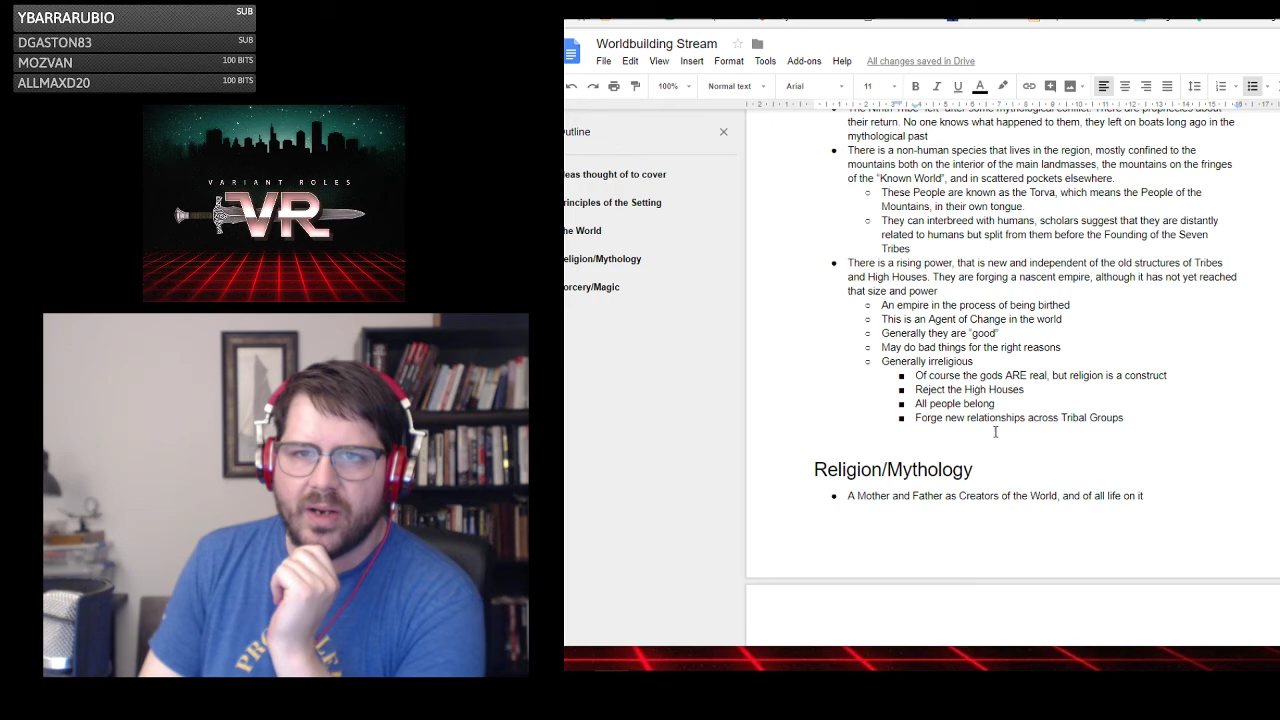 YBARRARUBIO SUB
DGASTON83 SUB
MOZVAN 100 BITS
ALLMAXD20 100 BITS
VARIANT ROLES
VR
Worldbuilding Stream
File Edit View Insert Format Tools Add-ons Help All changes saved in Drive
100% Normal text Arial 11 B I U A
utline
deas thought of to cover
rinciples of the Setting
he World
eligion/Mythology
orcery/Magic
their return. No one knows what happened to them, they left on boats long ago in the
mythological past
● There is a non-human species that lives in the region, mostly confined to the
mountains both on the interior of the main landmasses, the mountains on the fringes
of the "Known World", and in scattered pockets elsewhere.
○ These People are known as the Torva, which means the People of the
Mountains, in their own tongue.
○ They can interbreed with humans, scholars suggest that they are distantly
related to humans but split from them before the Founding of the Seven
Tribes
● There is a rising power, that is new and independent of the old structures of Tribes
and High Houses. They are forging a nascent empire, although it has not yet reached
that size and power
○ An empire in the process of being birthed
○ This is an Agent of Change in the world
○ Generally they are "good"
○ May do bad things for the right reasons
○ Generally irreligious
■ Of course the gods ARE real, but religion is a construct
■ Reject the High Houses
■ All people belong
■ Forge new relationships across Tribal Groups
Religion/Mythology
● A Mother and Father as Creators of the World, and of all life on it